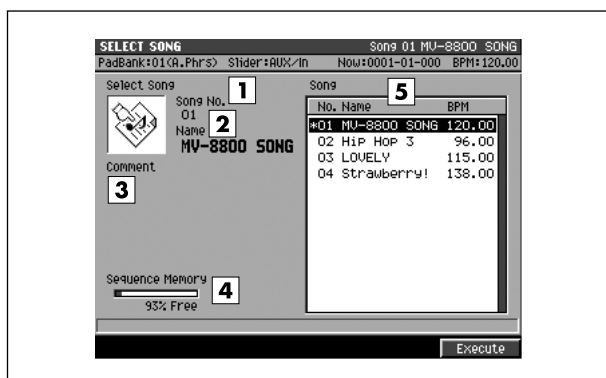 SELECT SONG Song 01 MV-8800 SONG
PadBank:01(A.Phrs) Slider:AUX/In Now:0001-01-000 BPM:120.00
Select Song
Song No. 1
01
Name 2
MV-8800 SONG
Comment
3
Sequence Memory
4
93% Free
Song
5
No. Name BPM
*01 MV-8800 SONG 120.00
02 Hip Hop 3 96.00
03 LOVELY 115.00
04 Strawberry! 138.00
Execute